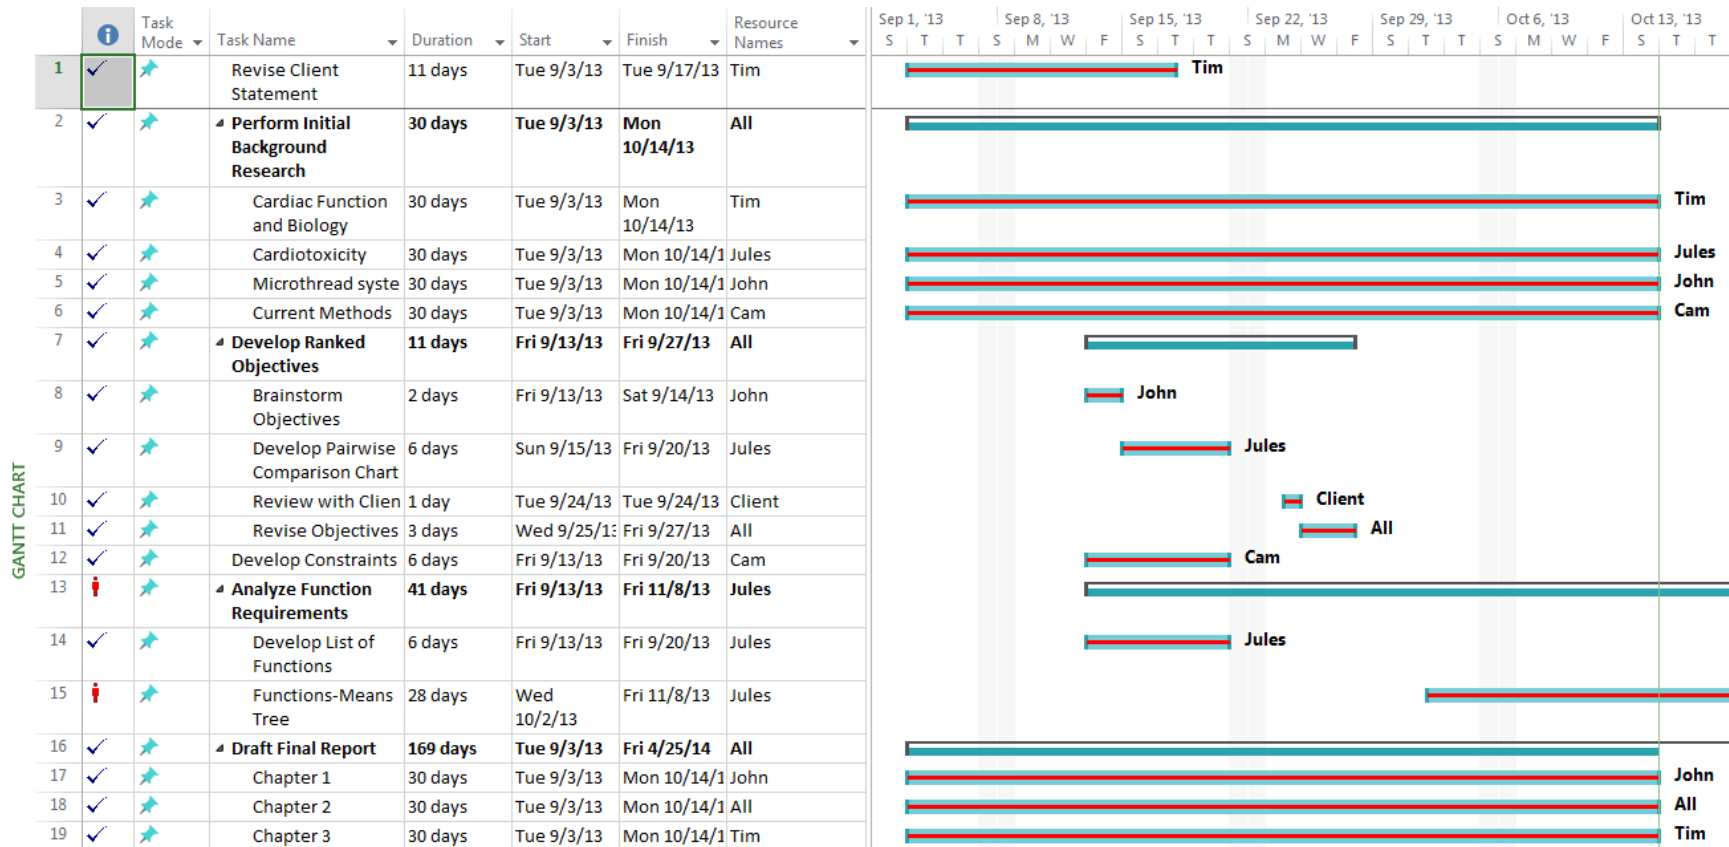 Task
Mode
Task Name
Duration
Start
Finish
Resource
Names
Sep 1, '13 Sep 8, '13 Sep 15, '13 Sep 22, '13 Sep 29, '13 Oct 6, '13 Oct 13, '13
S T T S M W F S T T S M W F S T T S M W F S T T
1 Revise Client 11 days Tue 9/3/13 Tue 9/17/13 Tim Tim
Statement
2 Perform Initial 30 days Tue 9/3/13 Mon All
Background 10/14/13
Research
3 Cardiac Function 30 days Tue 9/3/13 Mon Tim Tim
and Biology 10/14/13
4 Cardiotoxicity 30 days Tue 9/3/13 Mon 10/14/1 Jules Jules
5 Microthread syste 30 days Tue 9/3/13 Mon 10/14/1 John John
6 Current Methods 30 days Tue 9/3/13 Mon 10/14/1 Cam Cam
7 Develop Ranked 11 days Fri 9/13/13 Fri 9/27/13 All
Objectives
8 Brainstorm 2 days Fri 9/13/13 Sat 9/14/13 John John
Objectives
9 Develop Pairwise 6 days Sun 9/15/13 Fri 9/20/13 Jules Jules
Comparison Chart
10 Review with Clien 1 day Tue 9/24/13 Tue 9/24/13 Client Client
11 Revise Objectives 3 days Wed 9/25/13 Fri 9/27/13 All All
12 Develop Constraints 6 days Fri 9/13/13 Fri 9/20/13 Cam Cam
13 Analyze Function 41 days Fri 9/13/13 Fri 11/8/13 Jules
Requirements
14 Develop List of 6 days Fri 9/13/13 Fri 9/20/13 Jules Jules
Functions
15 Functions-Means 28 days Wed Fri 11/8/13 Jules
Tree 10/2/13
16 Draft Final Report 169 days Tue 9/3/13 Fri 4/25/14 All
17 Chapter 1 30 days Tue 9/3/13 Mon 10/14/1 John John
18 Chapter 2 30 days Tue 9/3/13 Mon 10/14/1 All All
19 Chapter 3 30 days Tue 9/3/13 Mon 10/14/1 Tim Tim
GANTT CHART